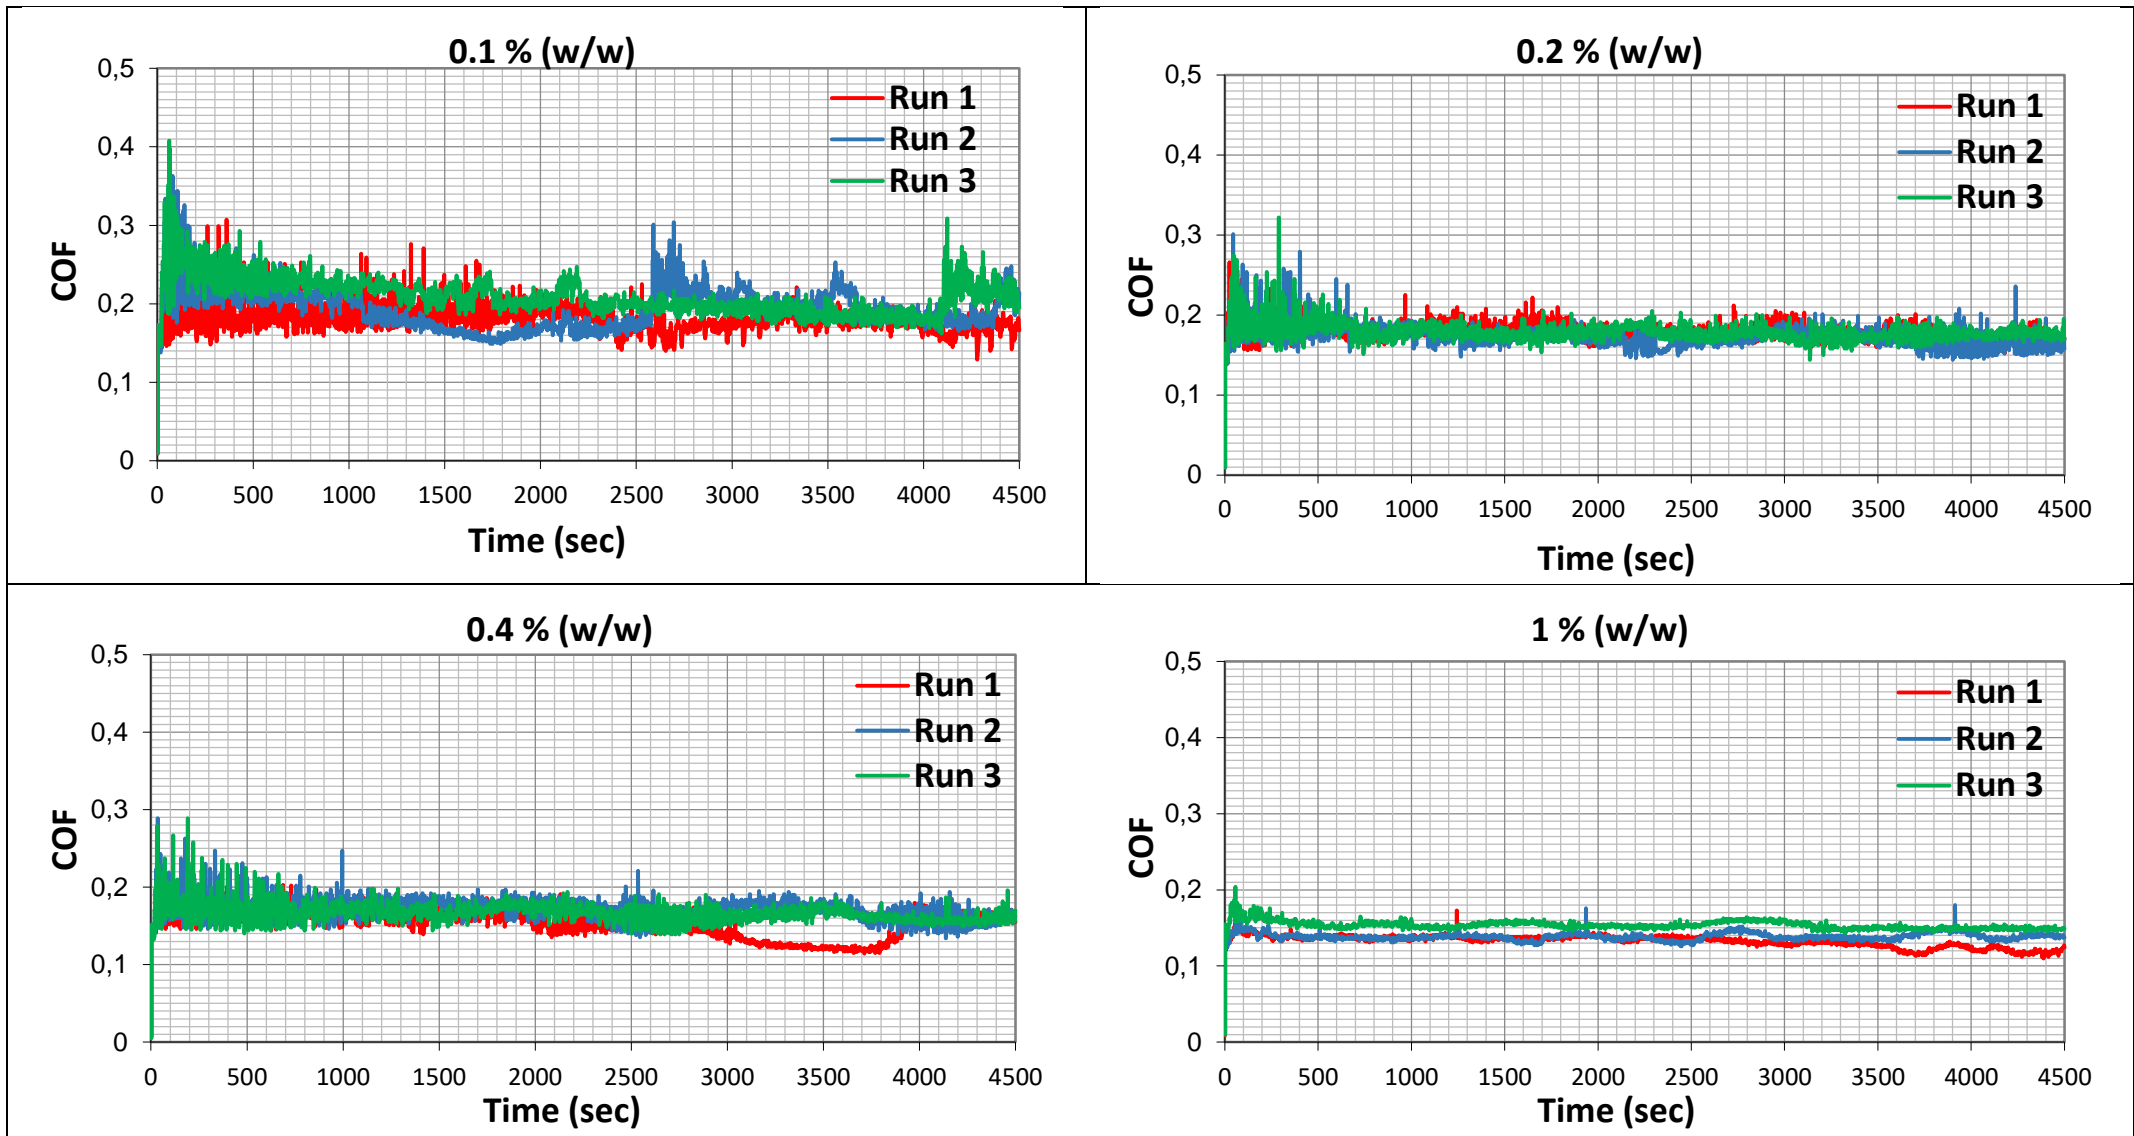 0.1 % (w/w)
0,5
0,4
0,3
0,2
0,1
0
COF
Run 1
Run 2
Run 3
0 500 1000 1500 2000 2500 3000 3500 4000 4500
Time (sec)
0.2 % (w/w)
0,5
0,4
0,3
0,2
0,1
0
COF
Run 1
Run 2
Run 3
0 500 1000 1500 2000 2500 3000 3500 4000 4500
Time (sec)
0.4 % (w/w)
0,5
0,4
0,3
0,2
0,1
0
COF
Run 1
Run 2
Run 3
0 500 1000 1500 2000 2500 3000 3500 4000 4500
Time (sec)
1 % (w/w)
0,5
0,4
0,3
0,2
0,1
0
COF
Run 1
Run 2
Run 3
0 500 1000 1500 2000 2500 3000 3500 4000 4500
Time (sec)